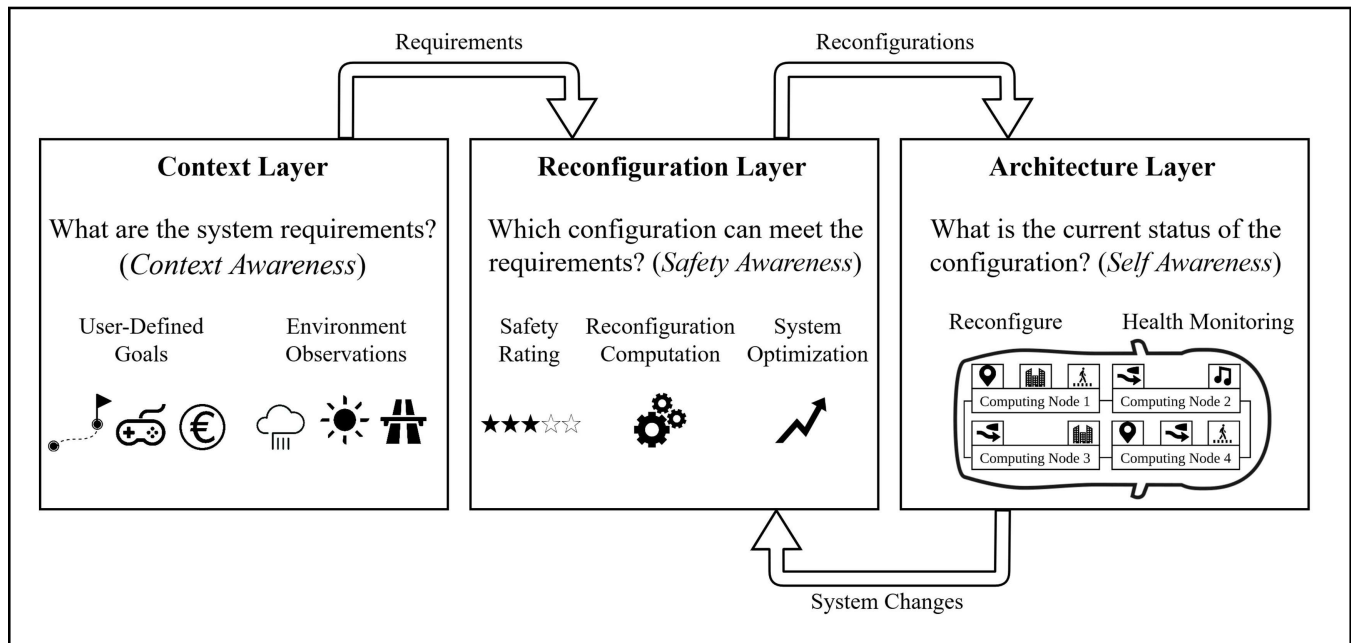 Requirements
Reconfigurations
Context Layer
What are the system requirements?
(Context Awareness)
User-Defined
Goals
Environment
Observations
Reconfiguration Layer
Which configuration can meet the
requirements? (Safety Awareness)
Safety
Rating
Reconfiguration
Computation
System
Optimization
Architecture Layer
What is the current status of the
configuration? (Self Awareness)
Reconfigure
Health Monitoring
Computing Node 1
Computing Node 2
Computing Node 3
Computing Node 4
System Changes